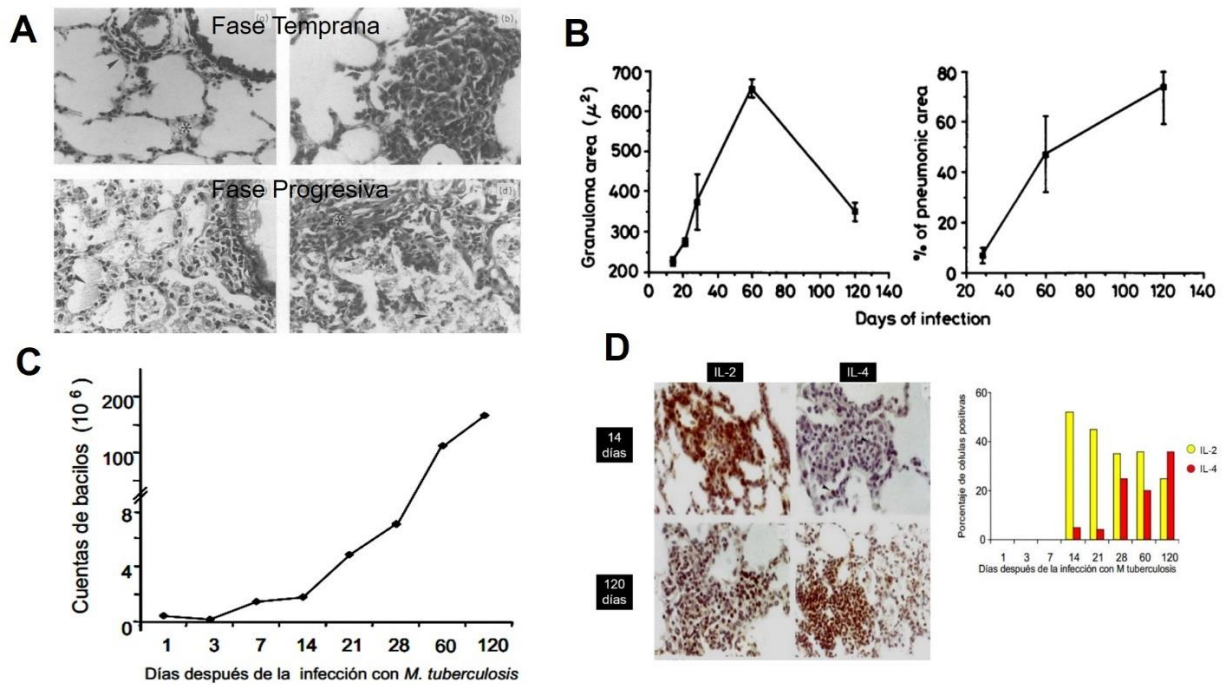 A
Fase Temprana
(a)
(b)
Fase Progresiva
(d)
B
Granuloma area (μ²)
700
600
500
400
300
200
0 20 40 60 80 100 120 140
% of pneumonic area
80
60
40
20
0
20 40 60 80 100 120 140
Days of infection
C
Cuentas de bacilos (10⁶)
200
100
8
4
0
1 3 7 14 21 28 60 120
Días después de la infección con M. tuberculosis
D
IL-2 IL-4
14
días
120
días
Porcentaje de células positivas
60
40
20
0
1 3 7 14 21 28 60 120
Días después de la infección con M tuberculosis
IL-2
IL-4